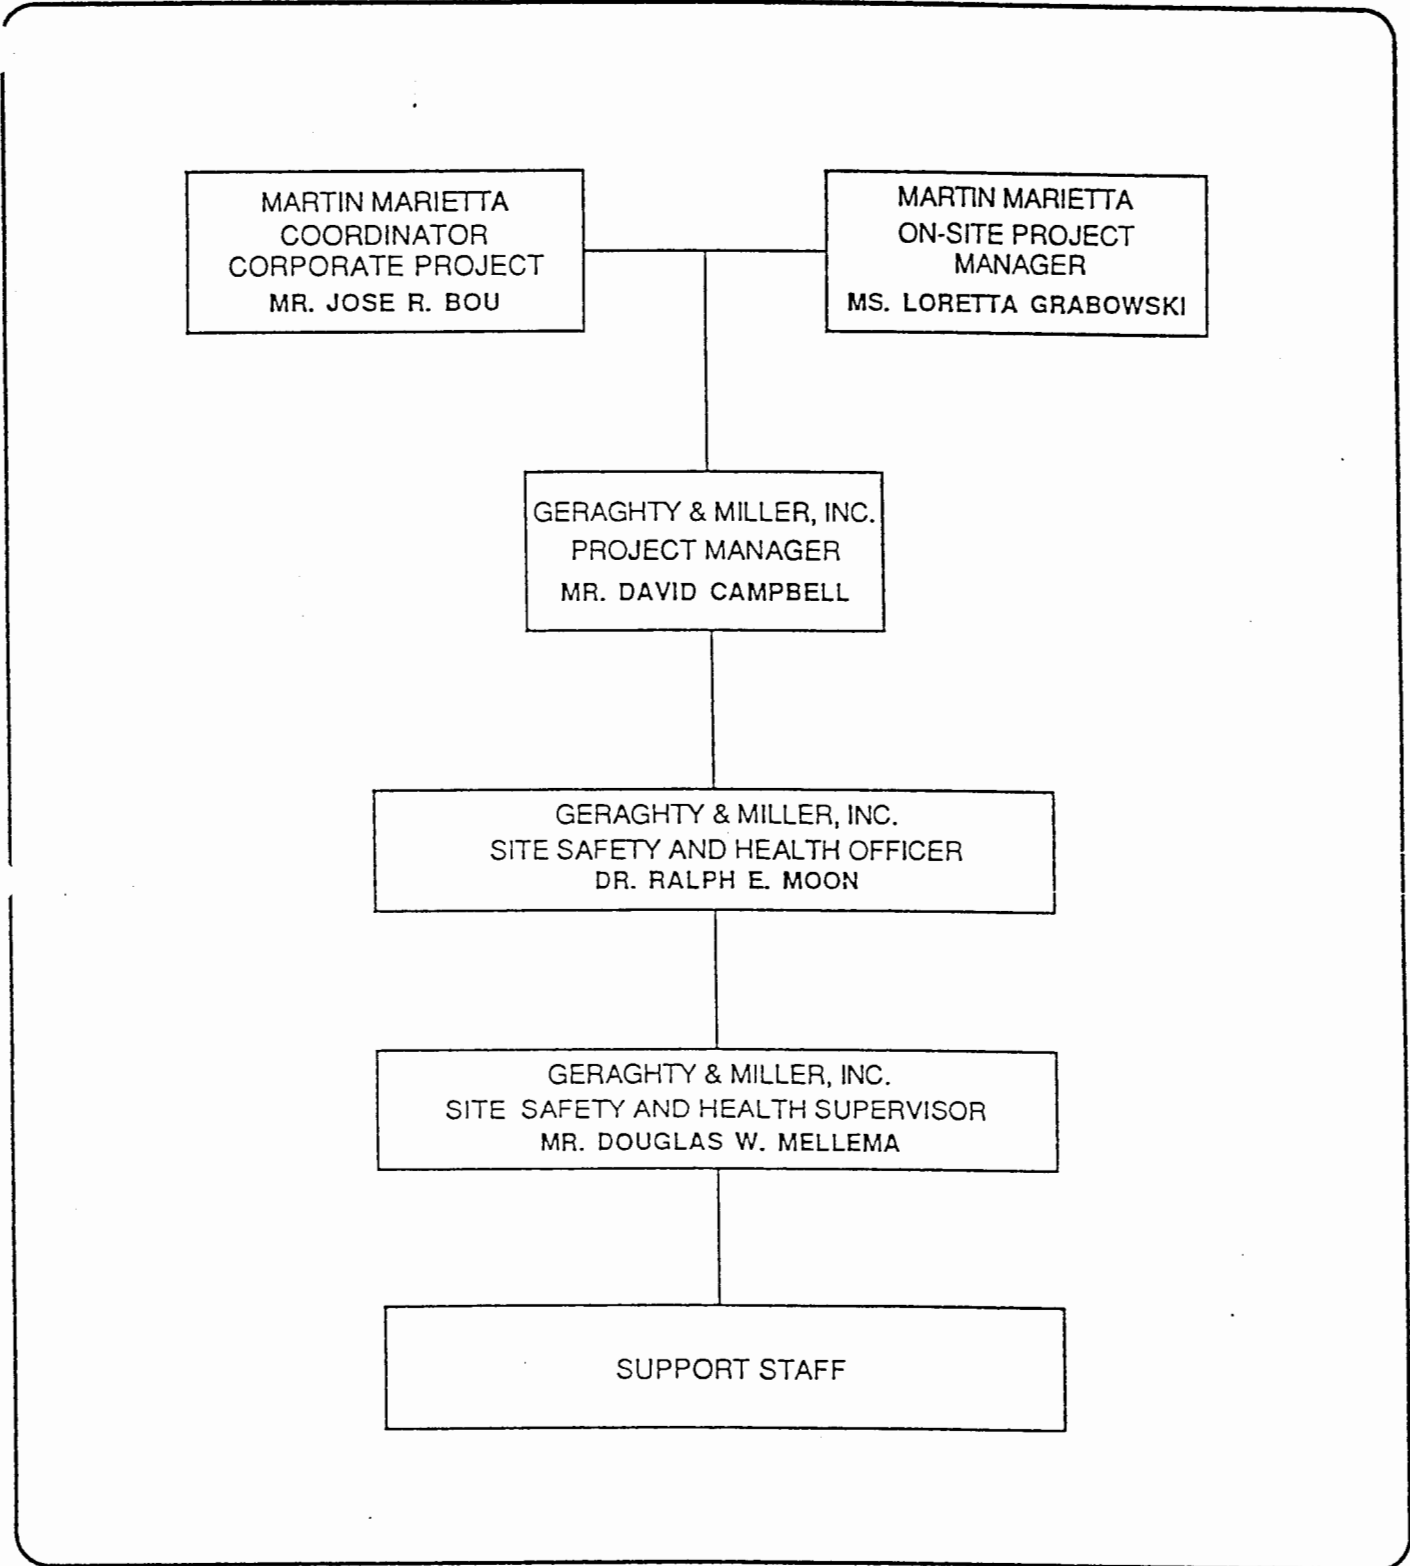 MARTIN MARIETTA
COORDINATOR
CORPORATE PROJECT
MR. JOSE R. BOU
MARTIN MARIETTA
ON-SITE PROJECT
MANAGER
MS. LORETTA GRABOWSKI
GERAGHTY & MILLER, INC.
PROJECT MANAGER
MR. DAVID CAMPBELL
GERAGHTY & MILLER, INC.
SITE SAFETY AND HEALTH OFFICER
DR. RALPH E. MOON
GERAGHTY & MILLER, INC.
SITE SAFETY AND HEALTH SUPERVISOR
MR. DOUGLAS W. MELLEMA
SUPPORT STAFF